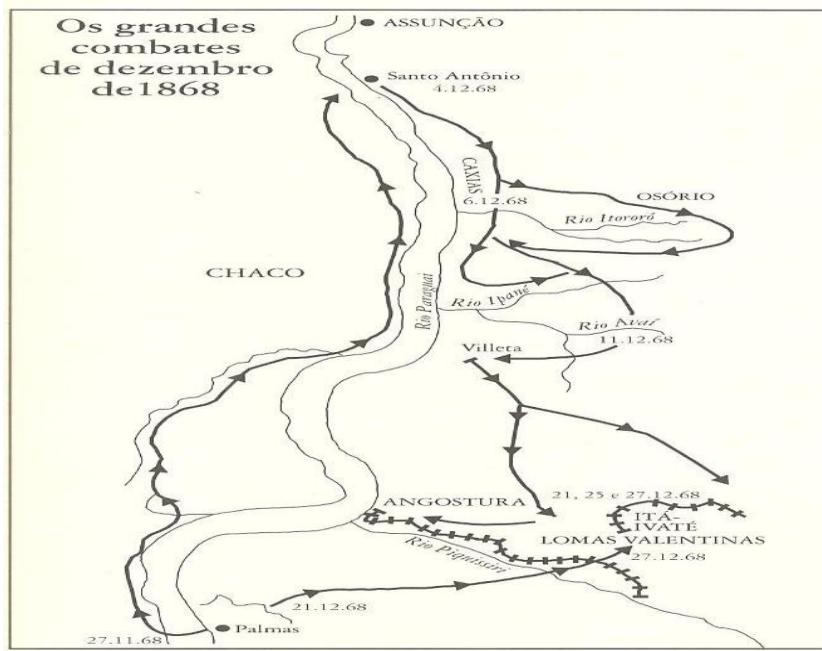 Os grandes
combates
de dezembro
de1868
ASSUNÇÃO
Santo Antônio
4.12.68
CAXIAS
6.12.68
OSÓRIO
Rio Itororó
CHACO
Rio Paraguai
Rio Ipané
Rio Avaí
11.12.68
Villeta
21, 25 e 27.12.68
ANGOSTURA
ITÁ-
IVATÉ
LOMAS VALENTINAS
27.12.68
Rio Piquissiri
21.12.68
27.11.68
Palmas